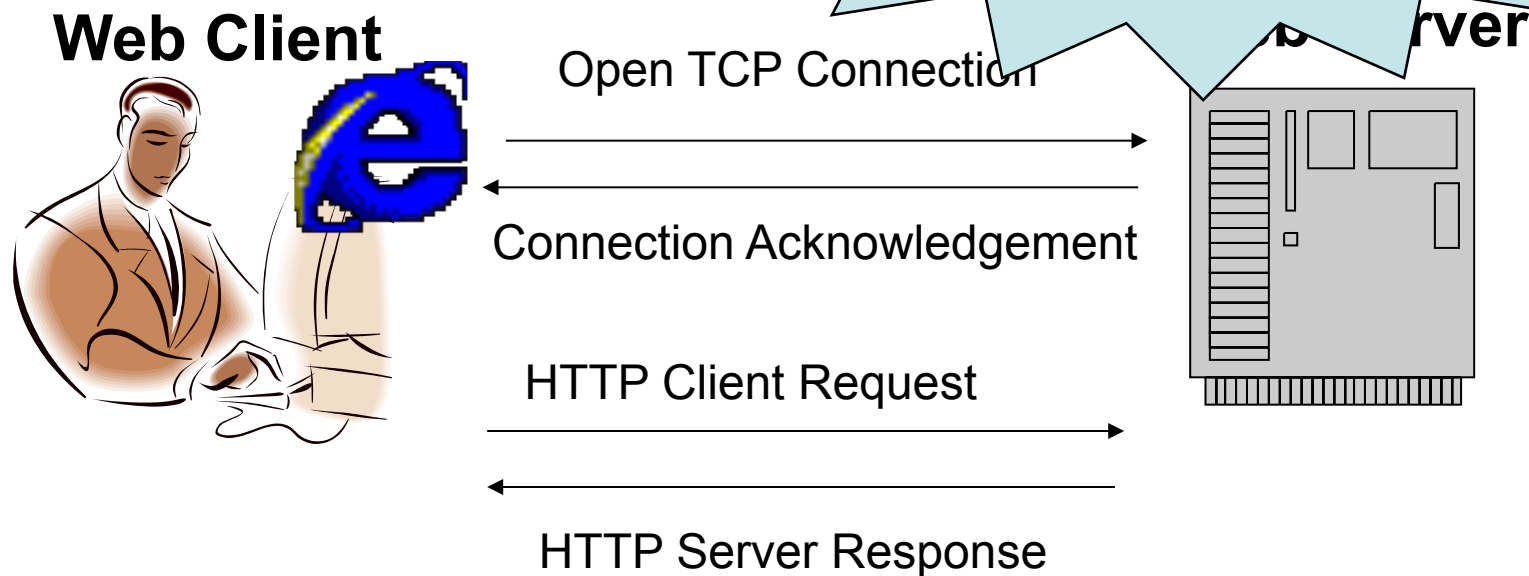 Web Client
Open TCP Connection
Connection Acknowledgement
HTTP Client Request
HTTP Server Response